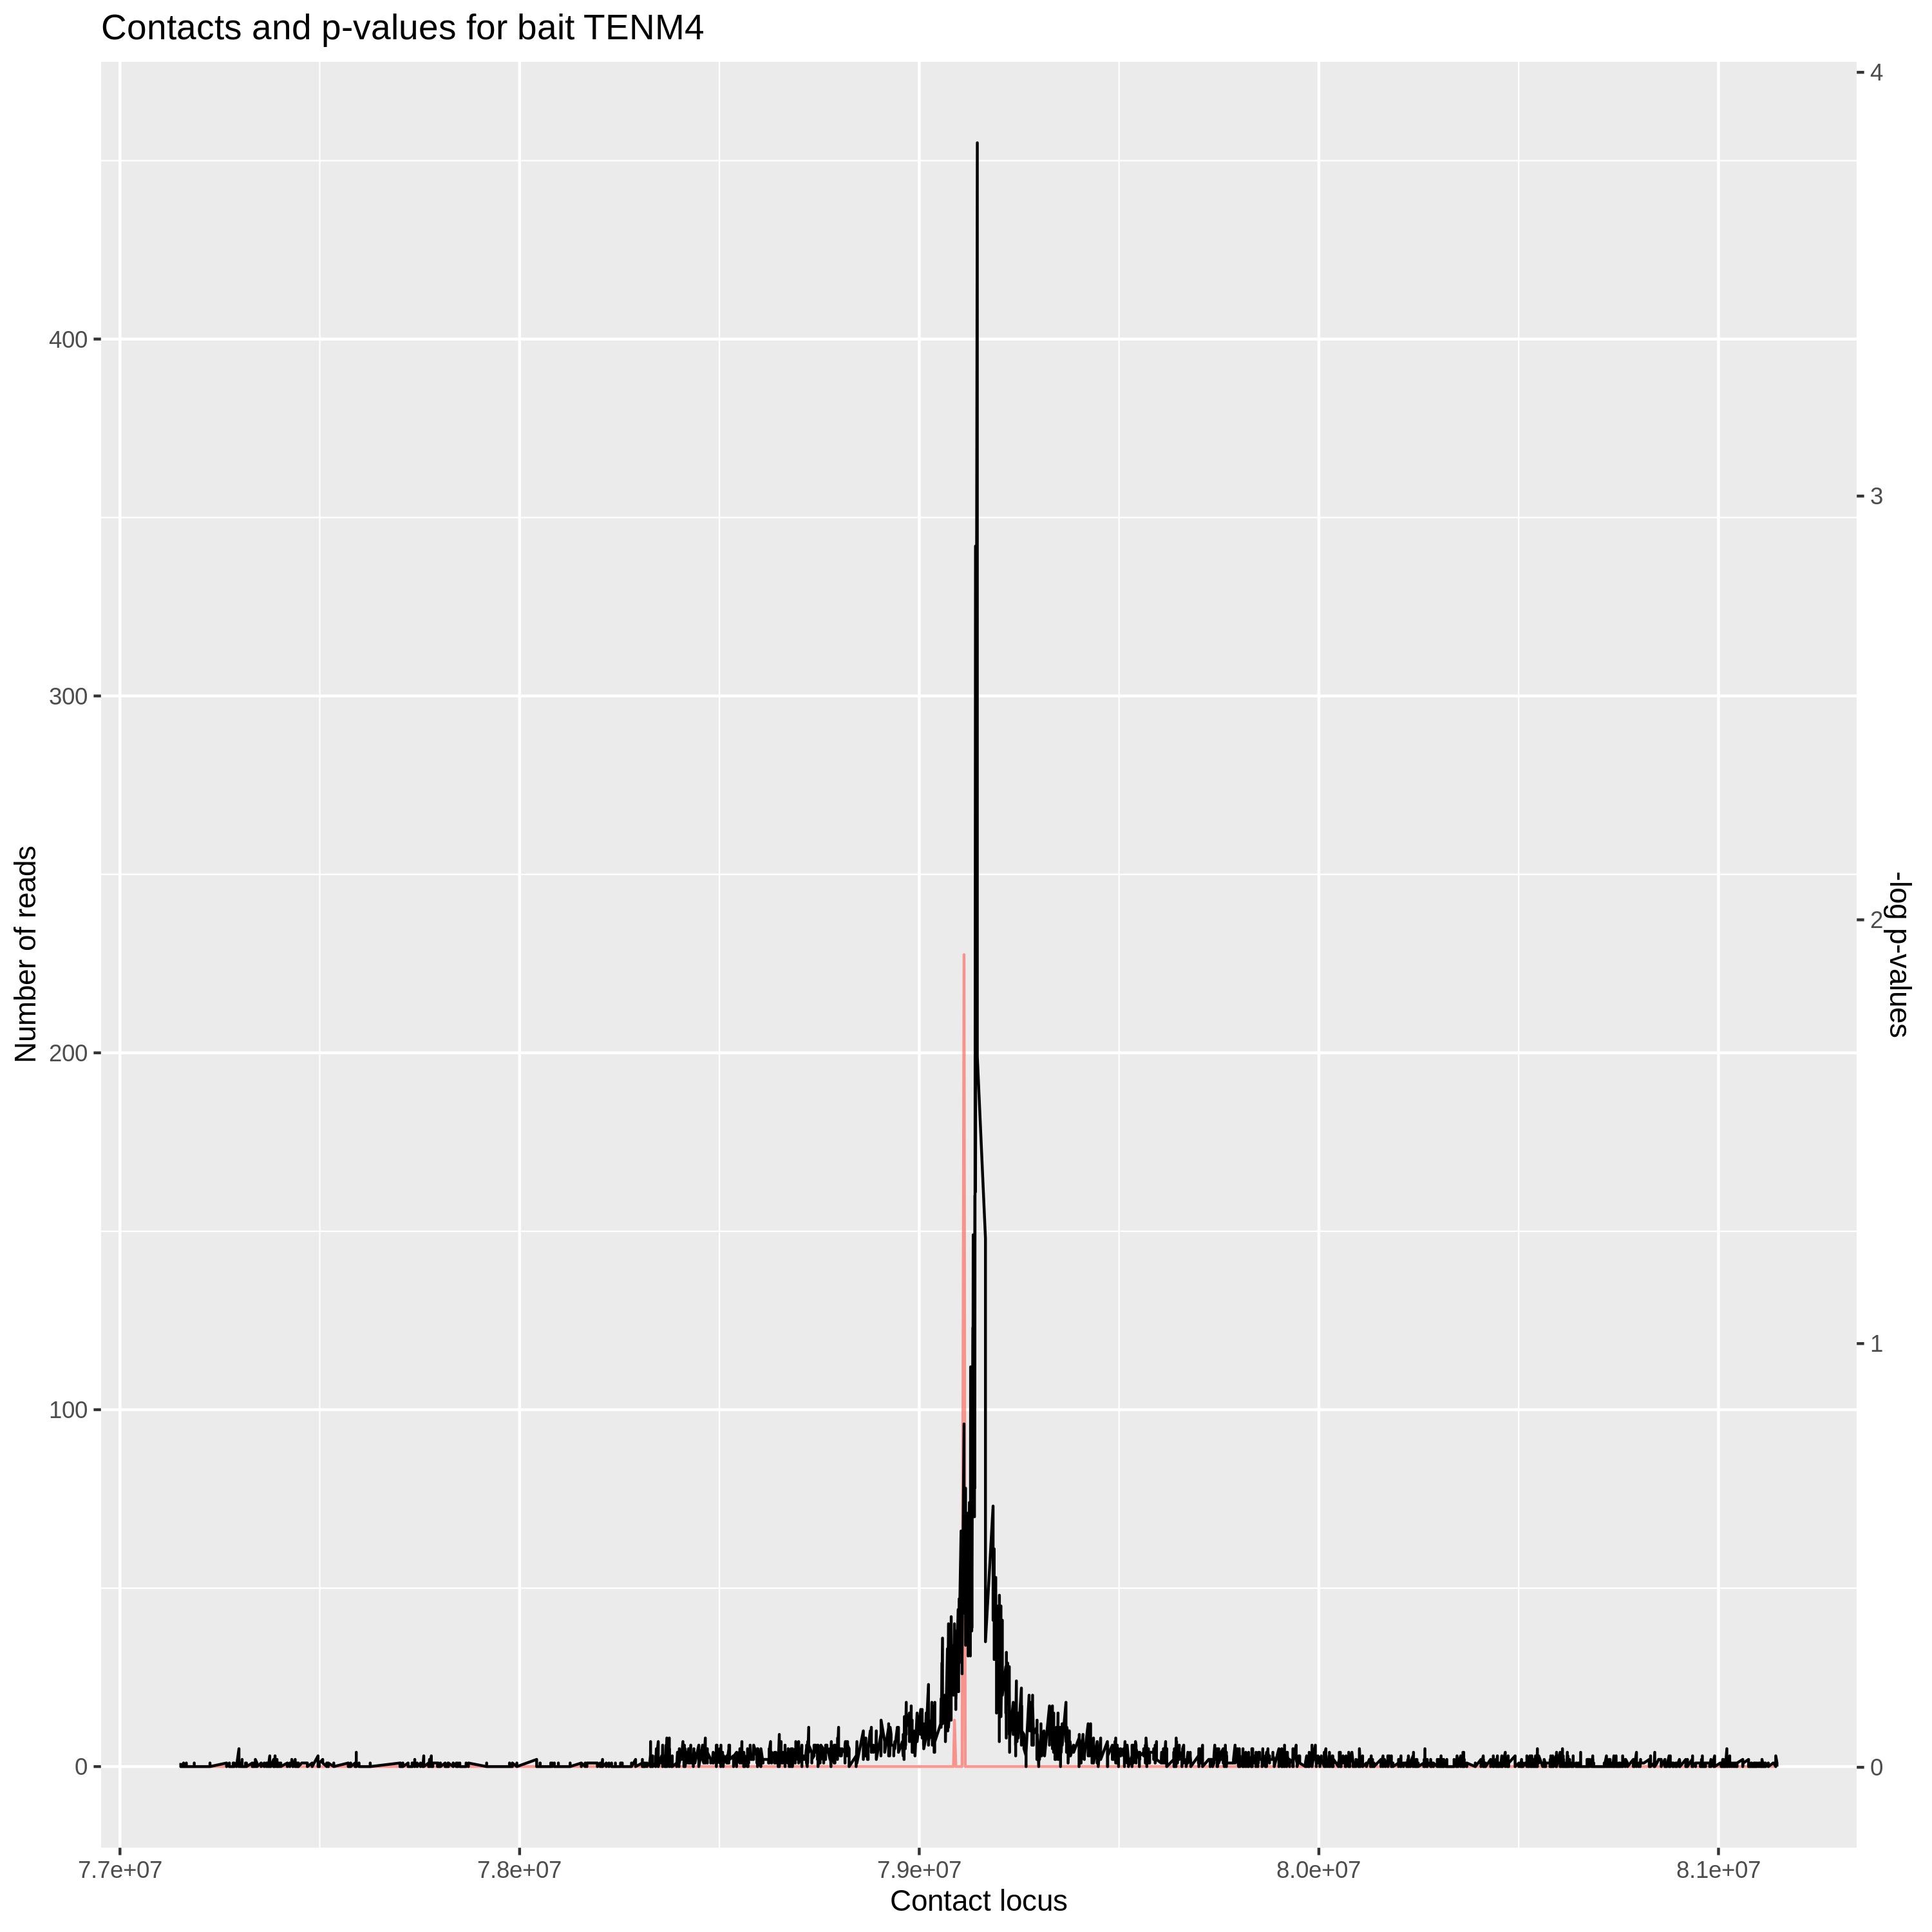 Contacts and p-values for bait TENM4
4
400
3
300
Number of reads
-log p-values
2
200
1
100
0
0
7.7e+07 7.8e+07 7.9e+07 8.0e+07 8.1e+07
Contact locus